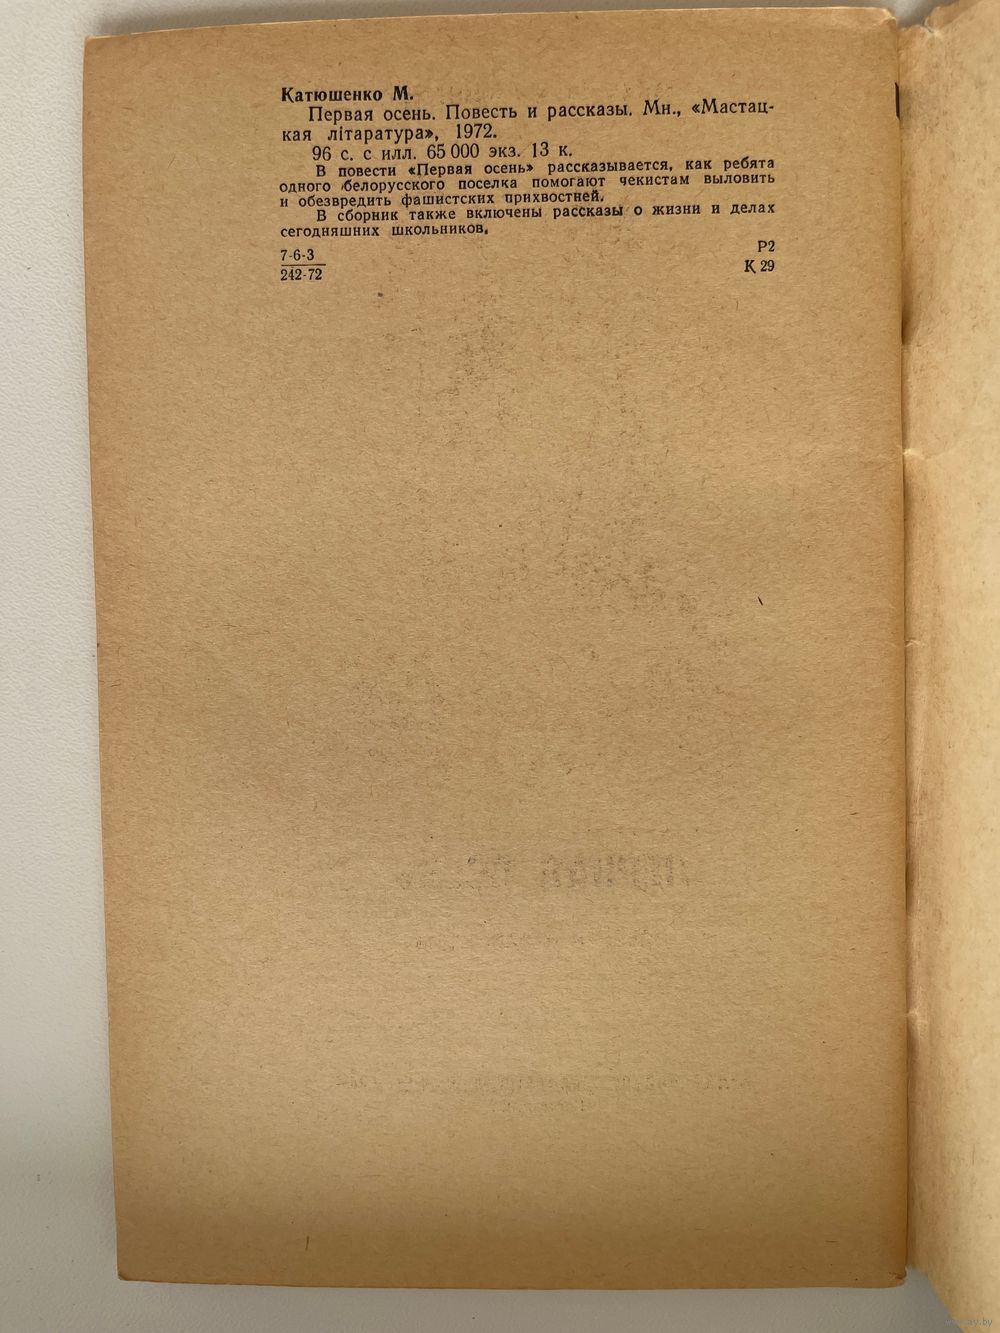 Катюшенко М.
Первая осень. Повесть и рассказы. Мн., «Мастац-
кая літаратура», 1972.
96 с. с илл. 65 000 экз. 13 к.
В повести «Первая осень» рассказывается, как ребята
одного белорусского поселка помогают чекистам выловить
и обезвредить фашистских прихвостней.
В сборник также включены рассказы о жизни и делах
сегодняшних школьников.
7-6-3
242-72
Р2
К 29